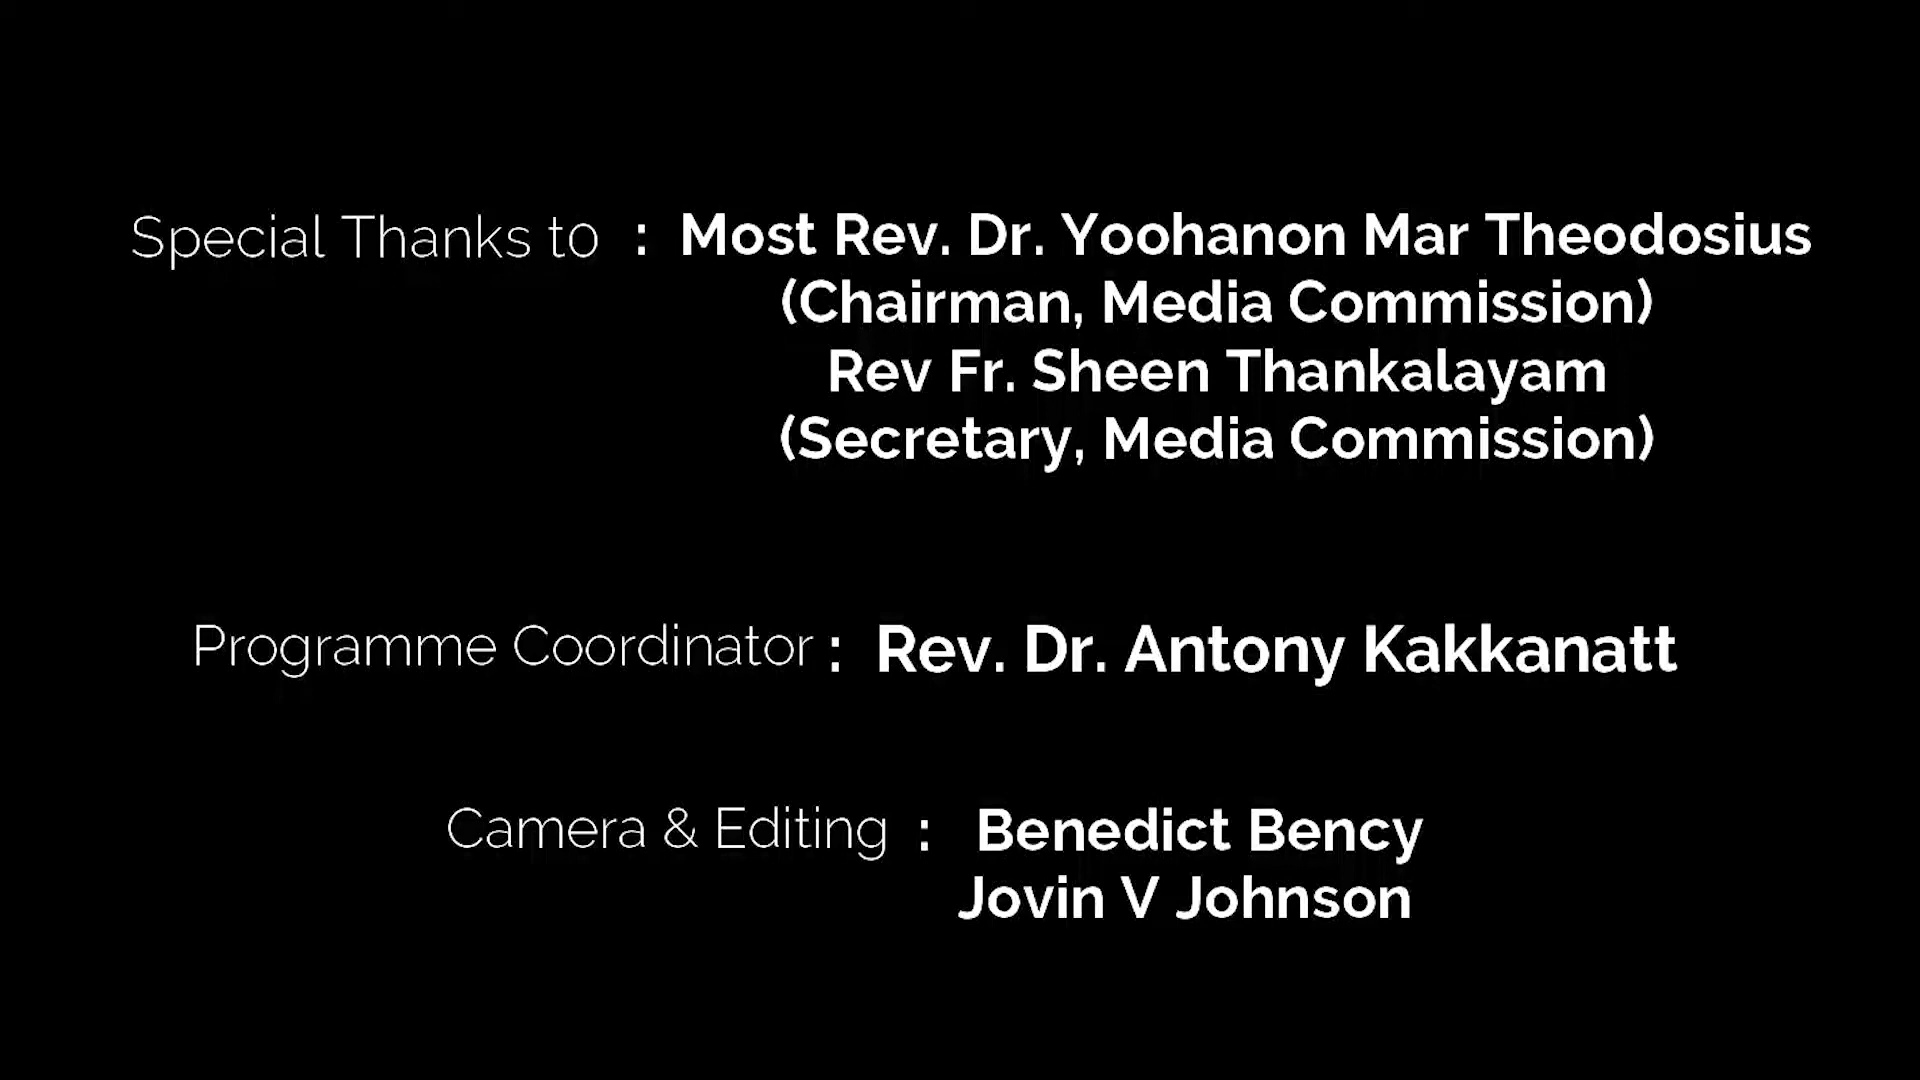 Special Thanks to : Most Rev. Dr. Yoohanon Mar Theodosius
(Chairman, Media Commission)
Rev Fr. Sheen Thankalayam
(Secretary, Media Commission)
Programme Coordinator : Rev. Dr. Antony Kakkanatt
Camera & Editing : Benedict Bency
Jovin V Johnson